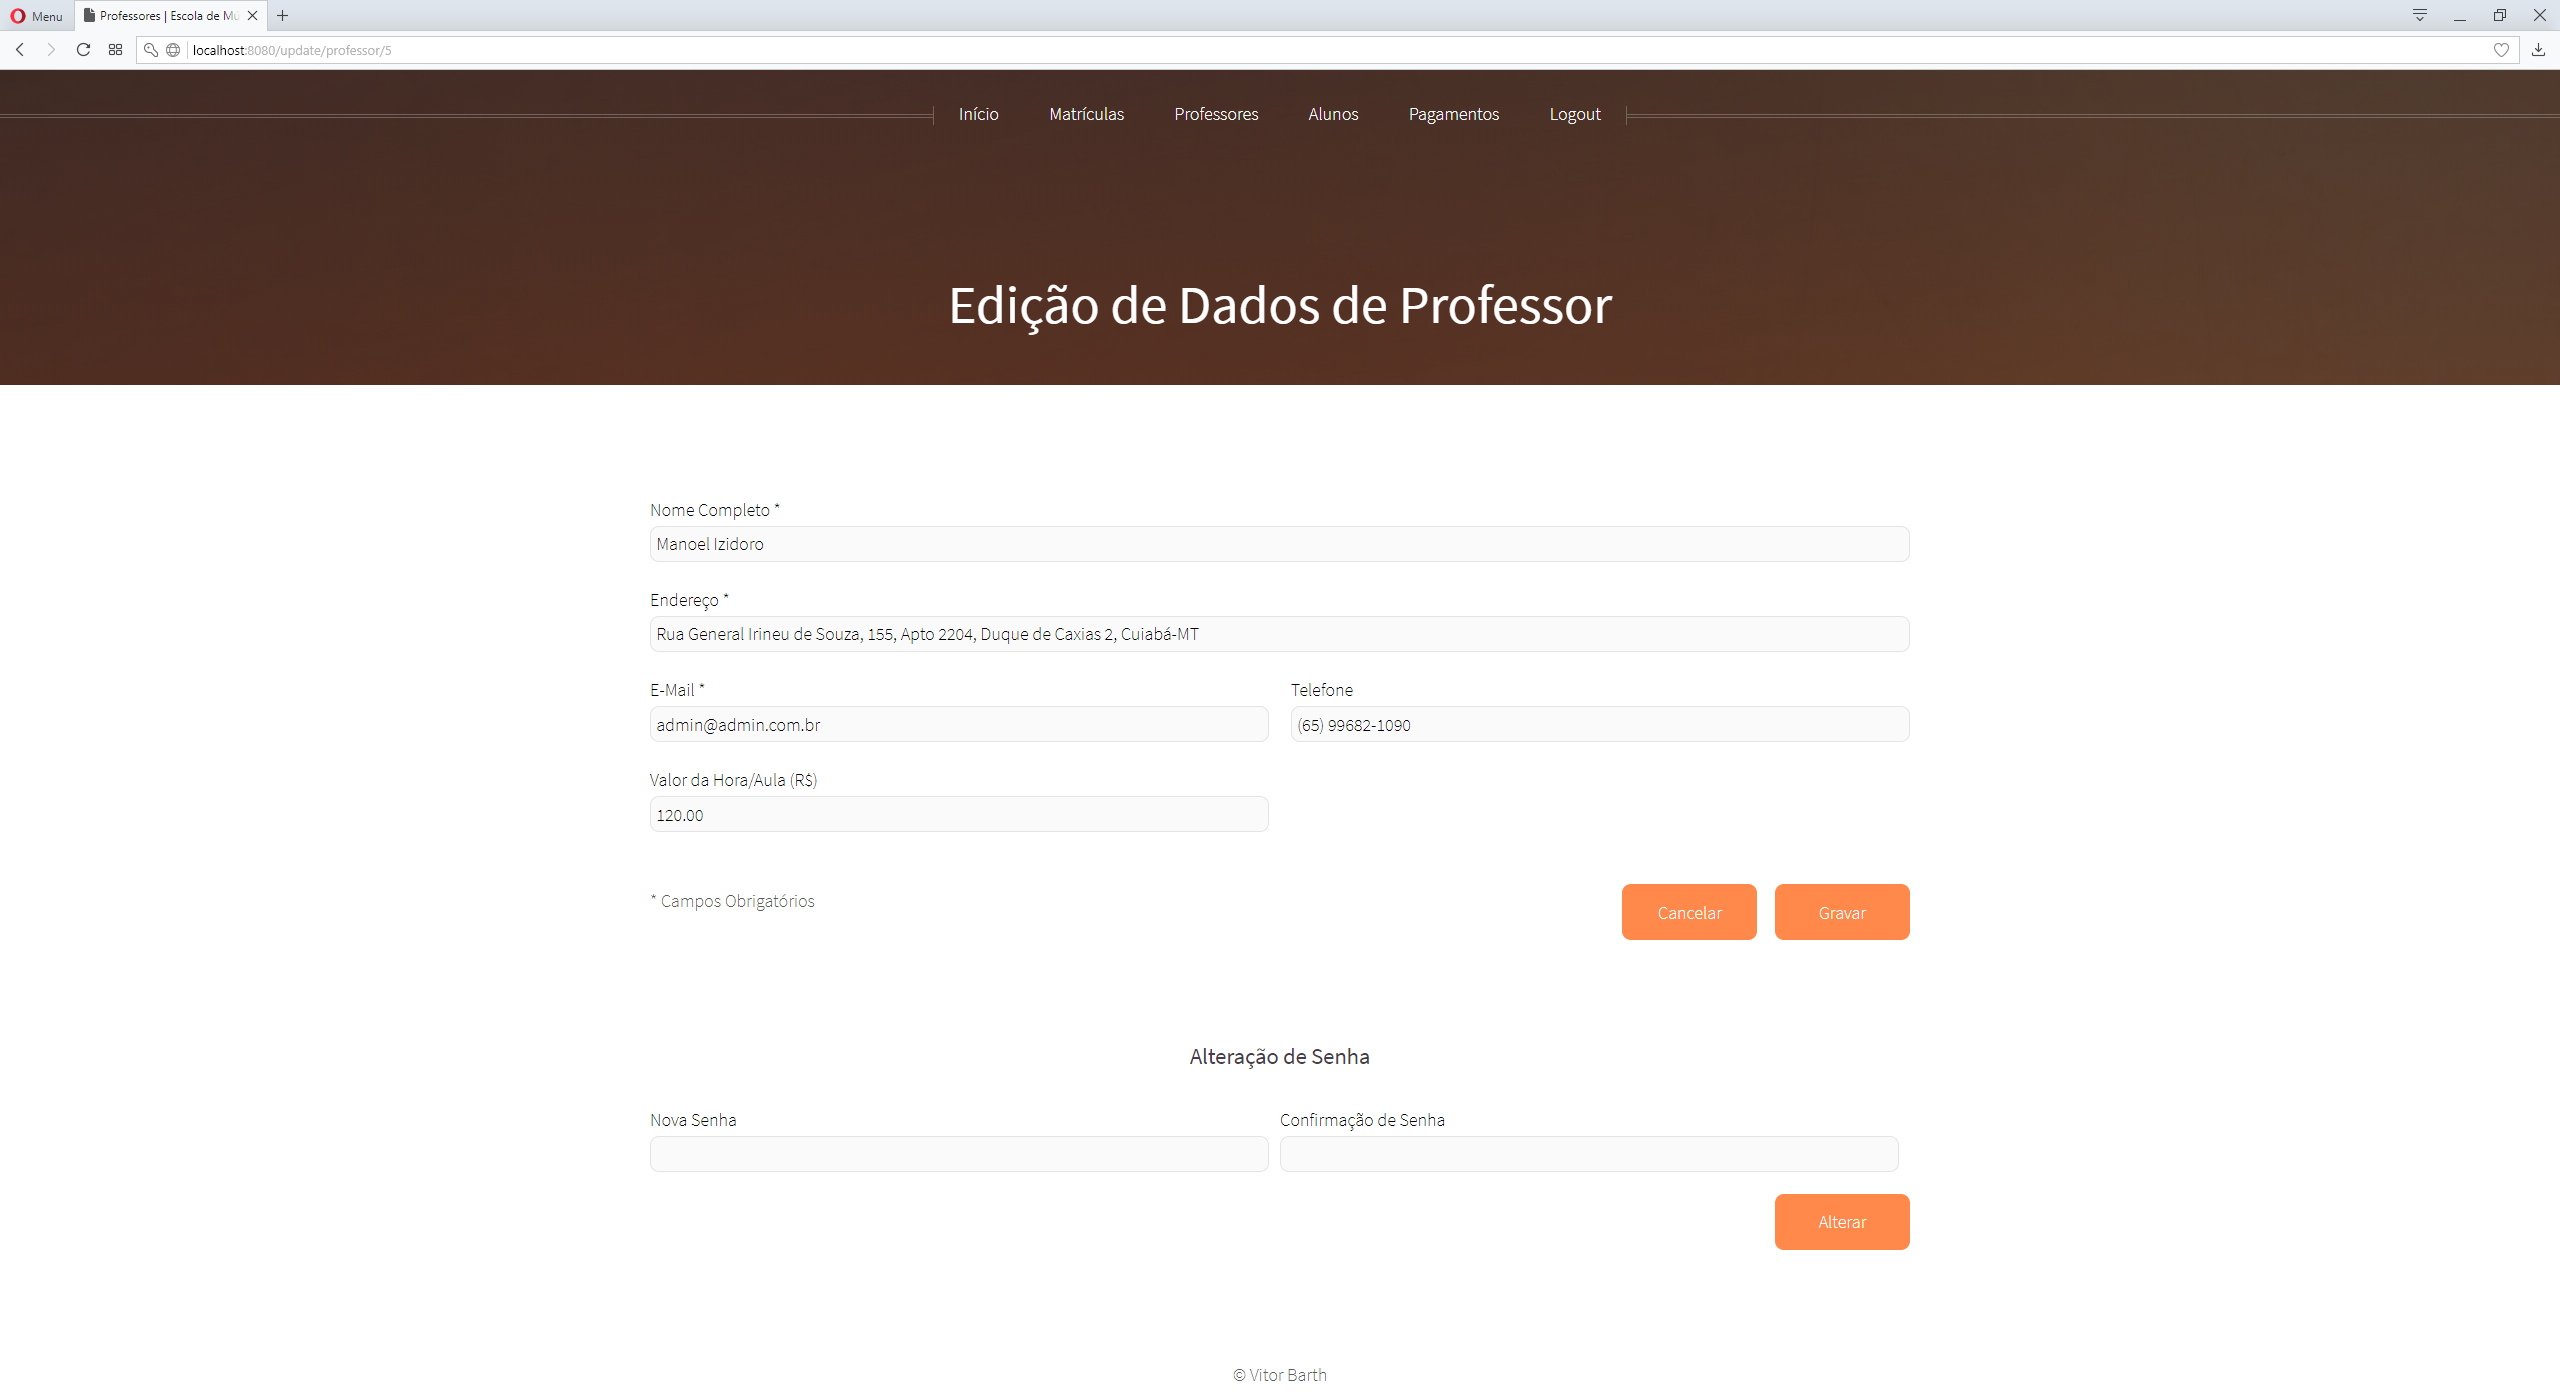 Menu
Professores | Escola de Mú
localhost:8080/update/professor/5
Início Matrículas Professores Alunos Pagamentos Logout
Edição de Dados de Professor
Nome Completo *
Manoel Izidoro
Endereço *
Rua General Irineu de Souza, 155, Apto 2204, Duque de Caxias 2, Cuiabá-MT
E-Mail * Telefone
admin@admin.com.br (65) 99682-1090
Valor da Hora/Aula (R$)
120.00
* Campos Obrigatórios Cancelar Gravar
Alteração de Senha
Nova Senha Confirmação de Senha
Alterar
© Vitor Barth